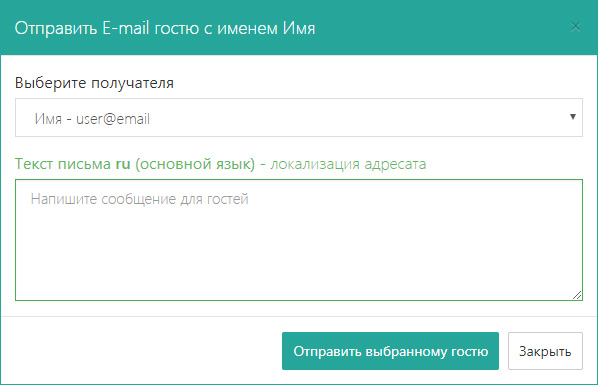 Отправить E-mail гостю с именем Имя
×
Выберите получателя
Имя - user@email
Текст письма ru (основной язык) - локализация адресата
Напишите сообщение для гостей
Отправить выбранному гостю
Закрыть